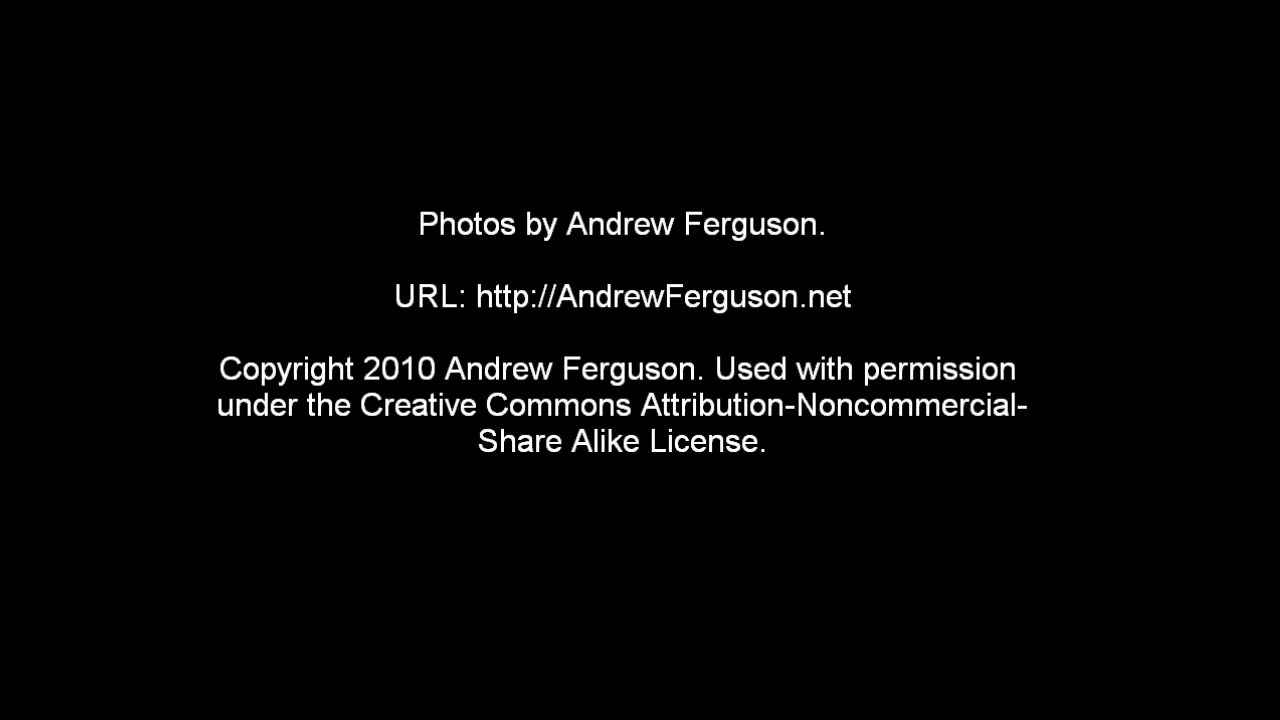 Photos by Andrew Ferguson.
URL: http://AndrewFerguson.net
Copyright 2010 Andrew Ferguson. Used with permission
under the Creative Commons Attribution-Noncommercial-
Share Alike License.